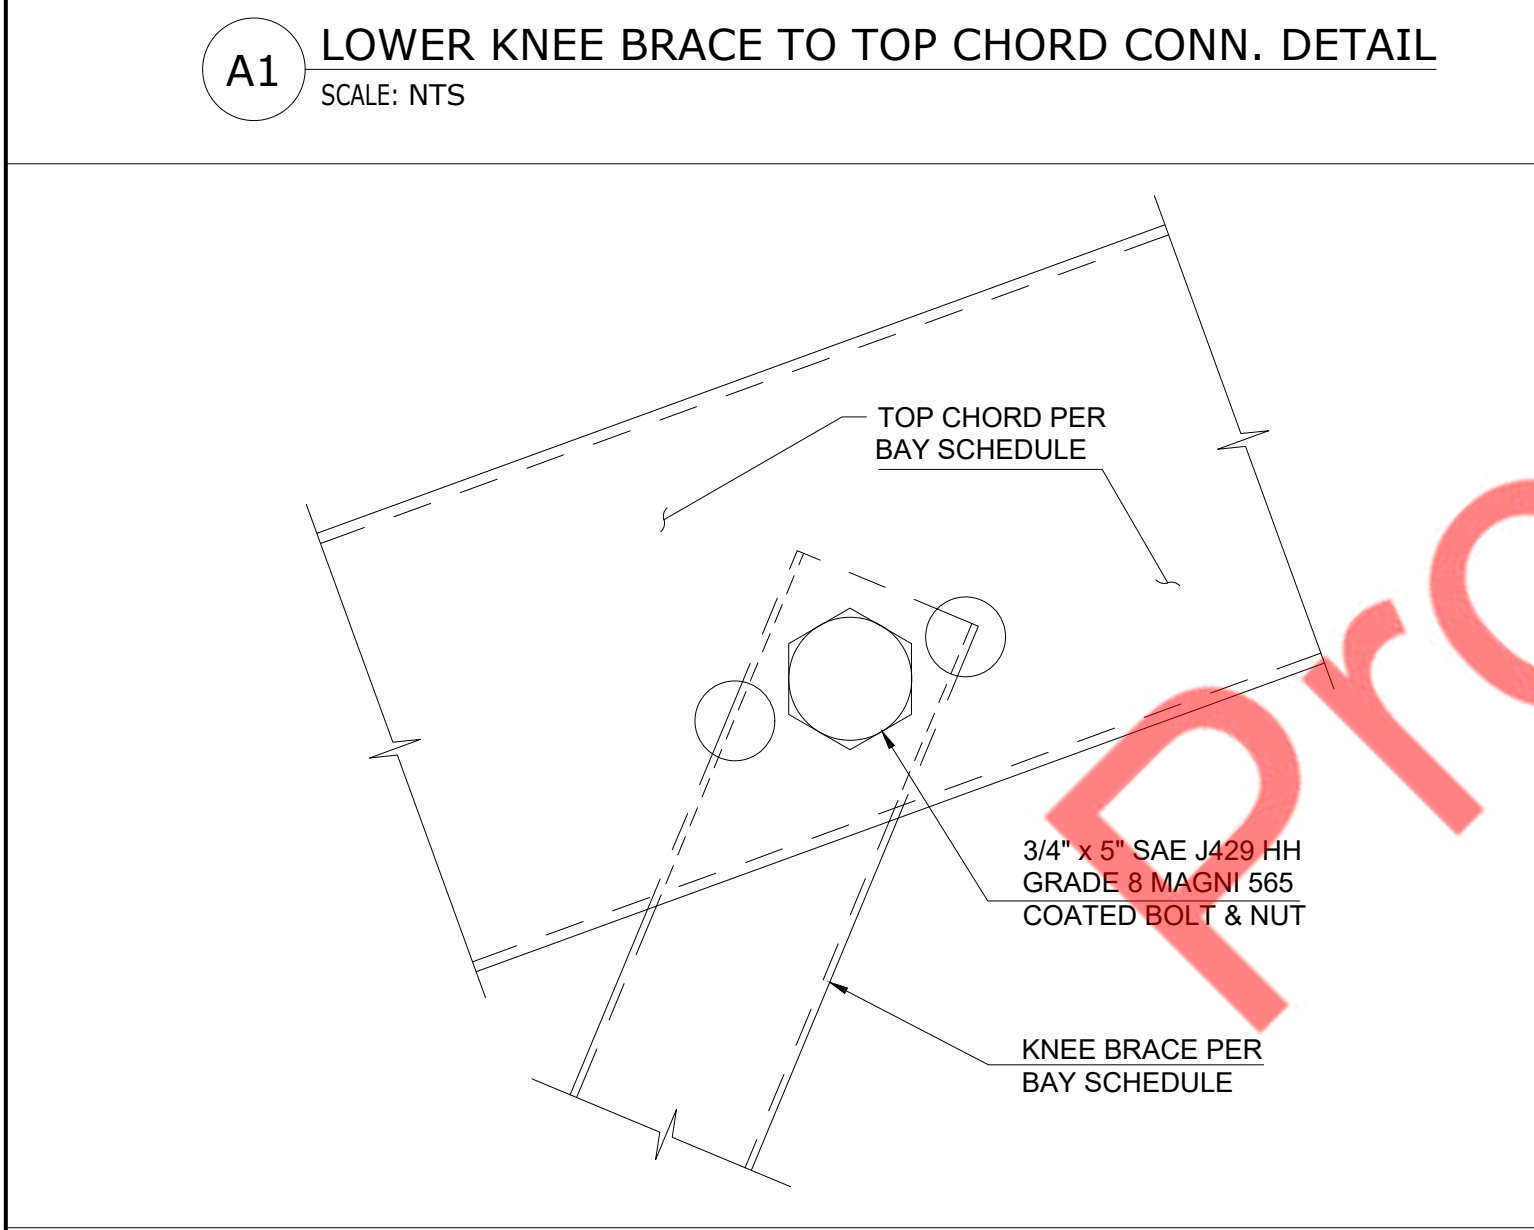 A1
LOWER KNEE BRACE TO TOP CHORD CONN. DETAIL
SCALE: NTS
TOP CHORD PER
BAY SCHEDULE
3/4" x 5" SAE J429 HH
GRADE 8 MAGNI 565
COATED BOLT & NUT
KNEE BRACE PER
BAY SCHEDULE
Pro